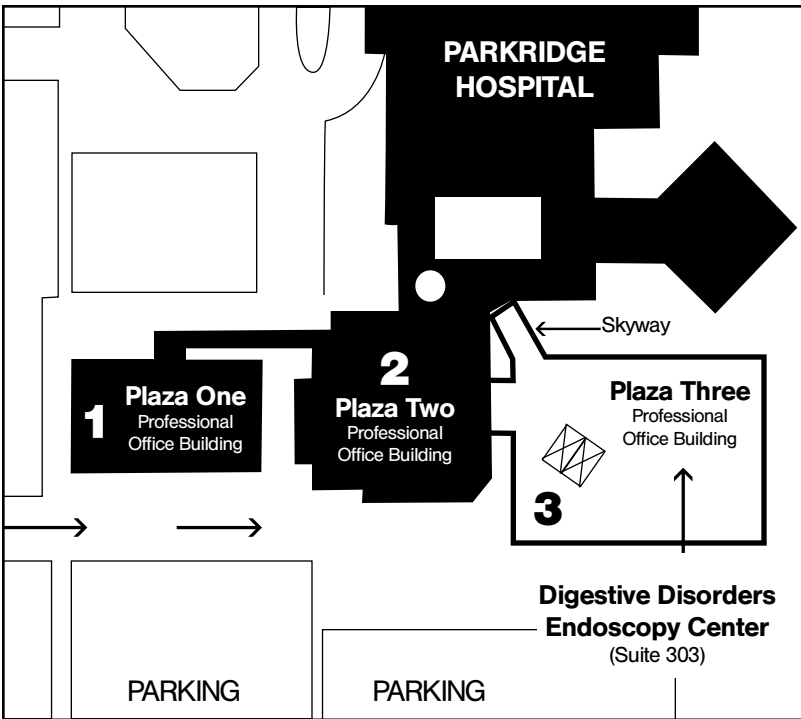 PARKRIDGE
HOSPITAL
Skyway
1
Plaza One
Professional
Office Building
2
Plaza Two
Professional
Office Building
Plaza Three
Professional
Office Building
3
Digestive Disorders
Endoscopy Center
(Suite 303)
PARKING
PARKING